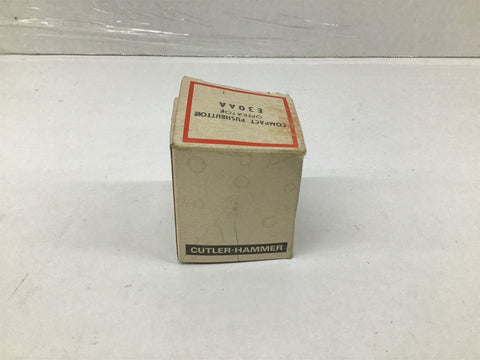 COMPACT PUSHBUTTON
OPERATOR
E30AA
CUTLER-HAMMER